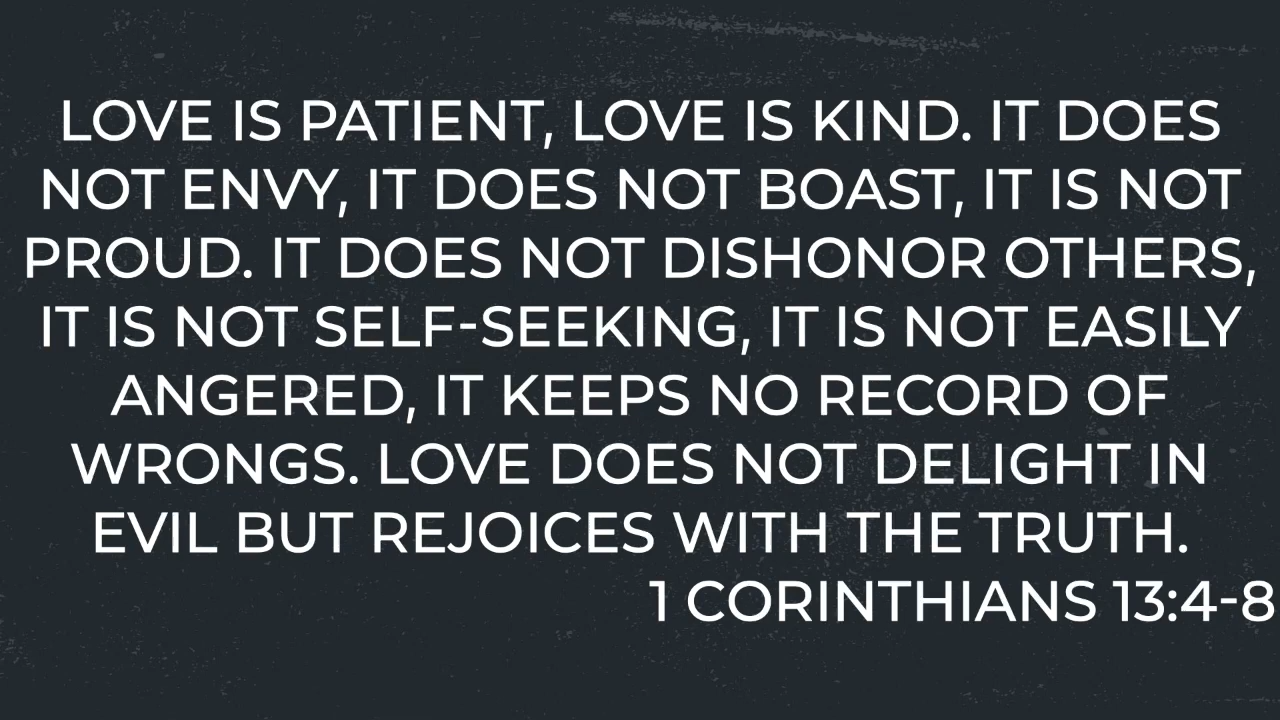 LOVE IS PATIENT, LOVE IS KIND. IT DOES
NOT ENVY, IT DOES NOT BOAST, IT IS NOT
PROUD. IT DOES NOT DISHONOR OTHERS,
IT IS NOT SELF-SEEKING, IT IS NOT EASILY
ANGERED, IT KEEPS NO RECORD OF
WRONGS. LOVE DOES NOT DELIGHT IN
EVIL BUT REJOICES WITH THE TRUTH.
1 CORINTHIANS 13:4-8